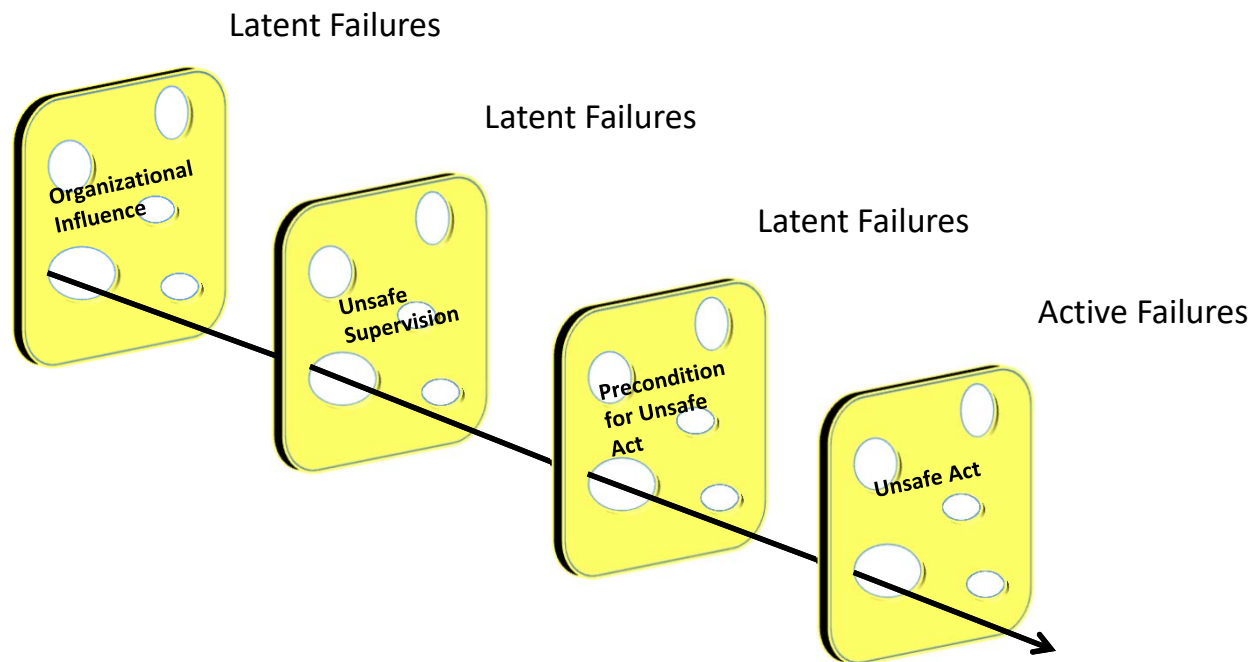 Latent Failures
Organizational
Influence
Latent Failures
Unsafe
Supervision
Latent Failures
Precondition
for Unsafe
Act
Active Failures
Unsafe Act